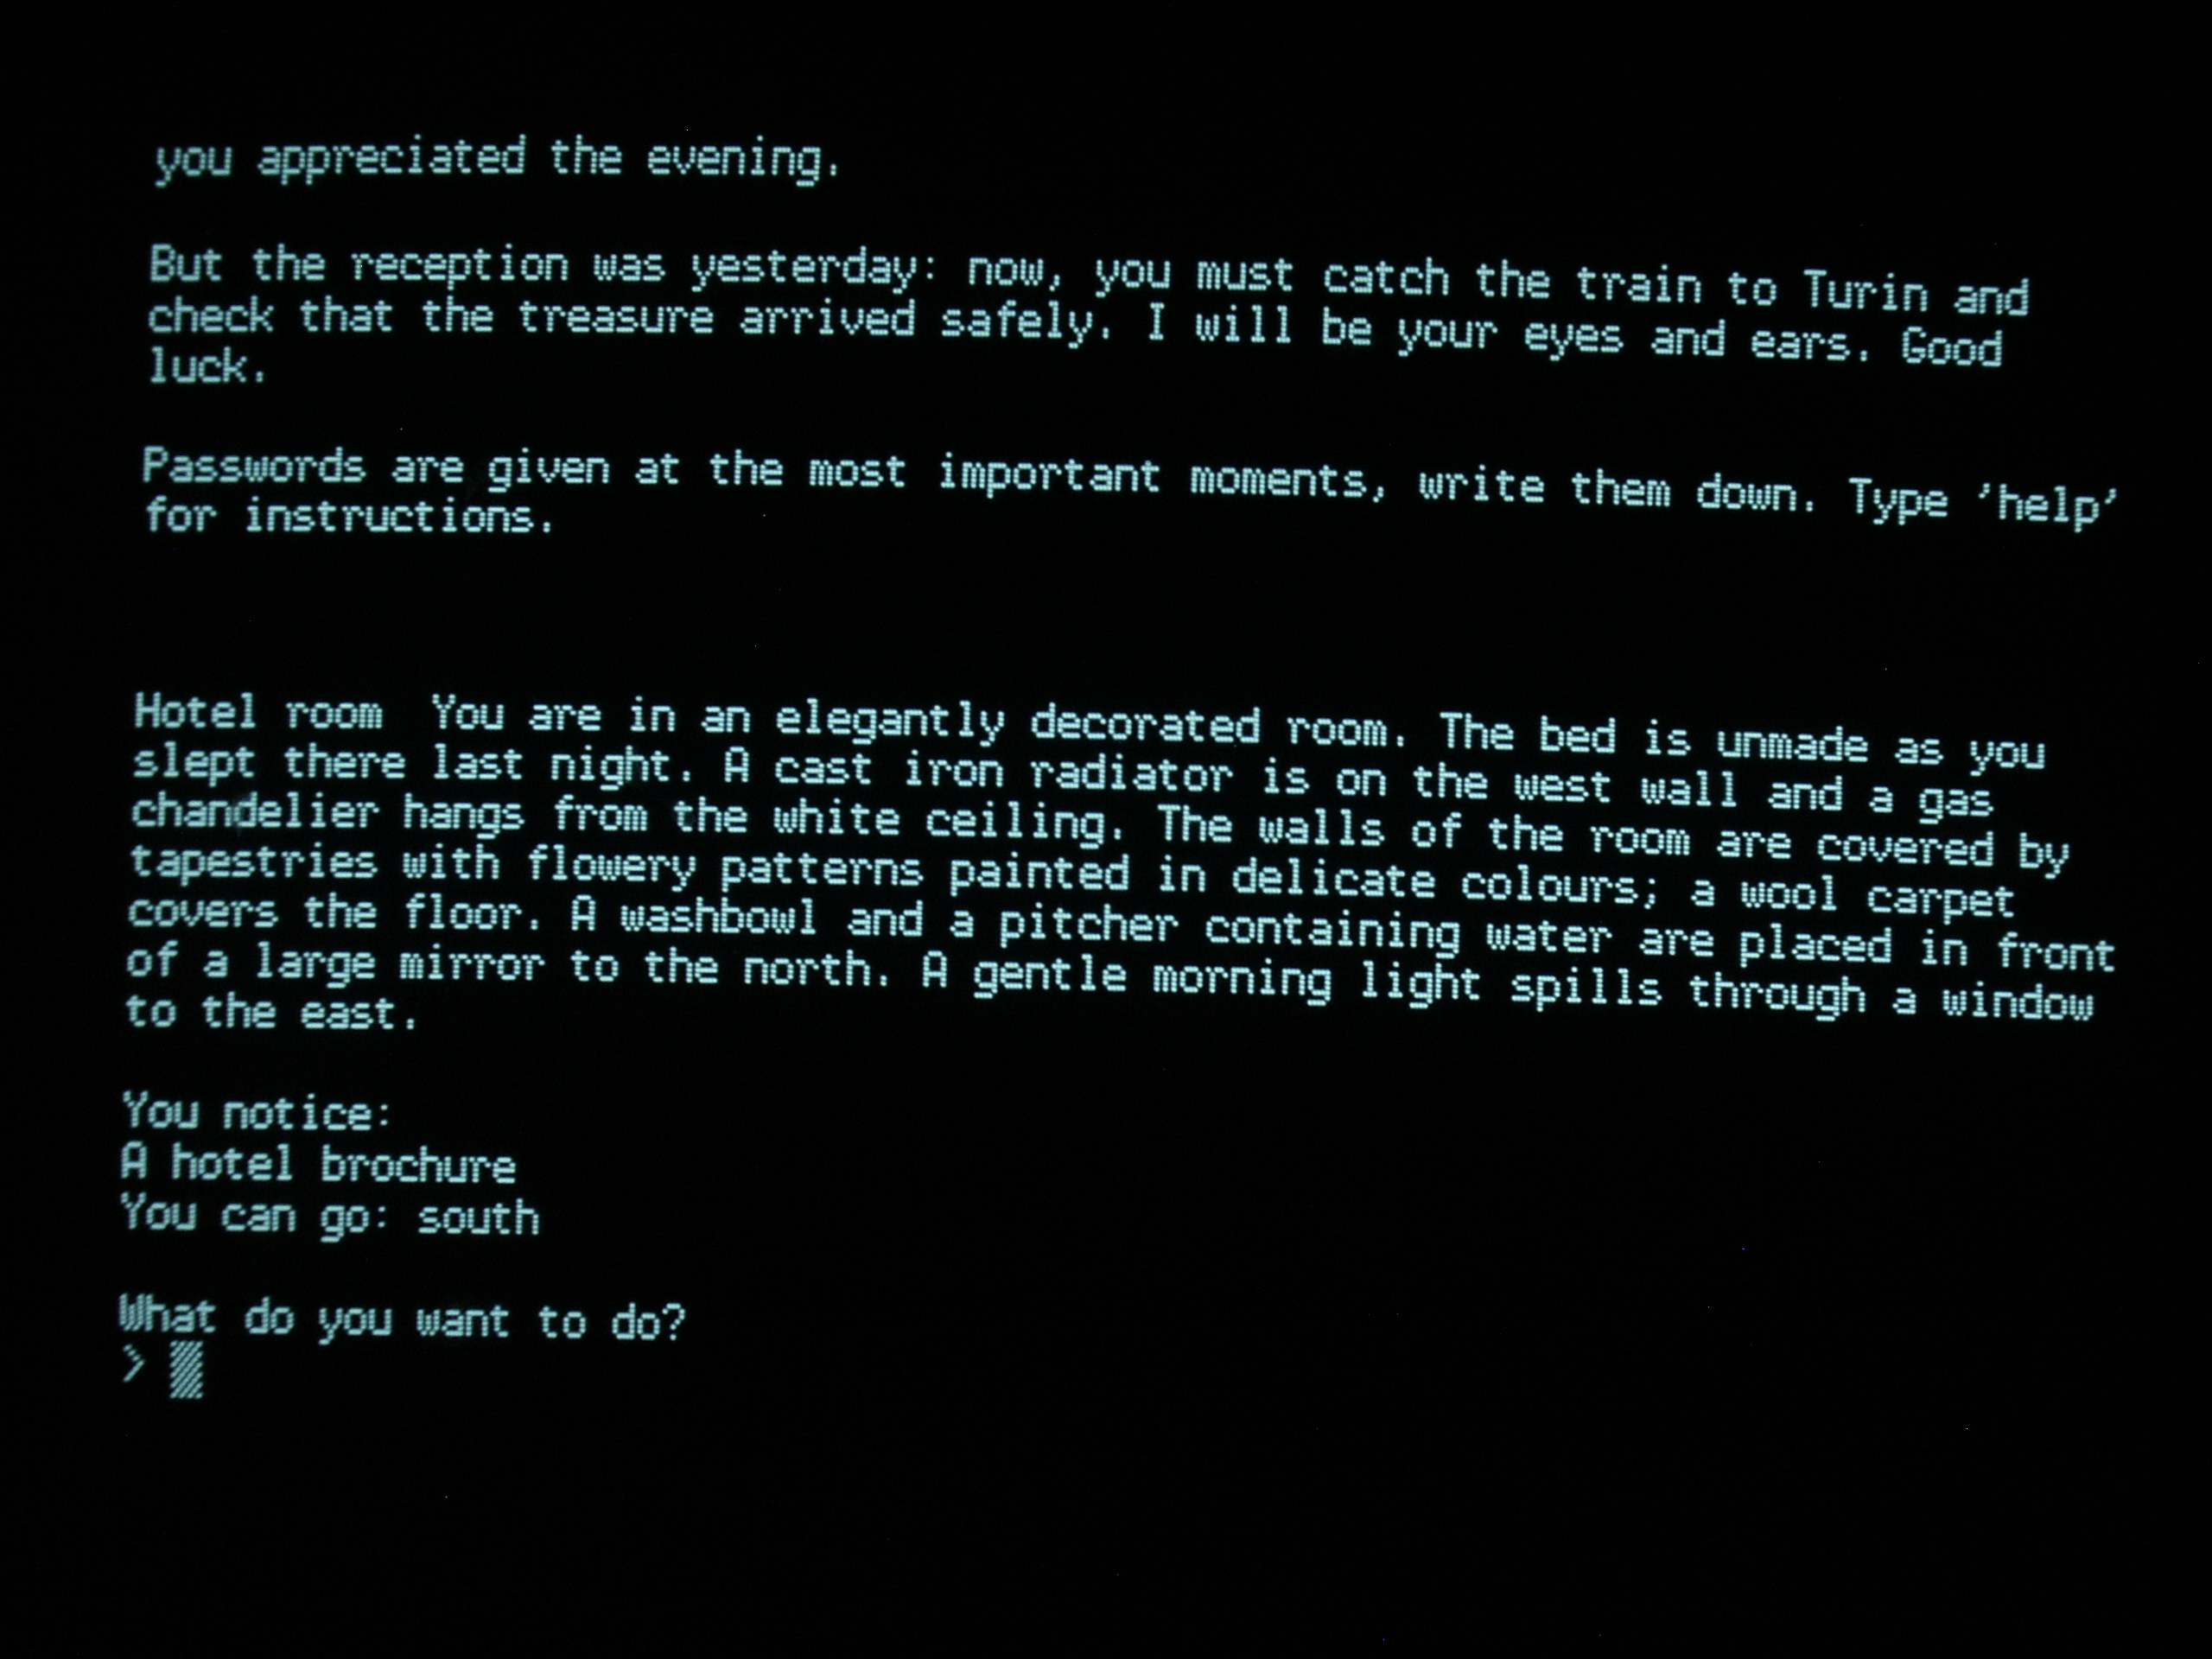 you appreciated the evening.
But the reception was yesterday: now, you must catch the train to Turin and
check that the treasure arrived safely. I will be your eyes and ears. Good
luck.
Passwords are given at the most important moments, write them down. Type 'help'
for instructions.
Hotel room  You are in an elegantly decorated room. The bed is unmade as you
slept there last night. A cast iron radiator is on the west wall and a gas
chandelier hangs from the white ceiling. The walls of the room are covered by
tapestries with flowery patterns painted in delicate colours; a wool carpet
covers the floor. A washbowl and a pitcher containing water are placed in front
of a large mirror to the north. A gentle morning light spills through a window
to the east.
You notice:
A hotel brochure
You can go: south
What do you want to do?
>